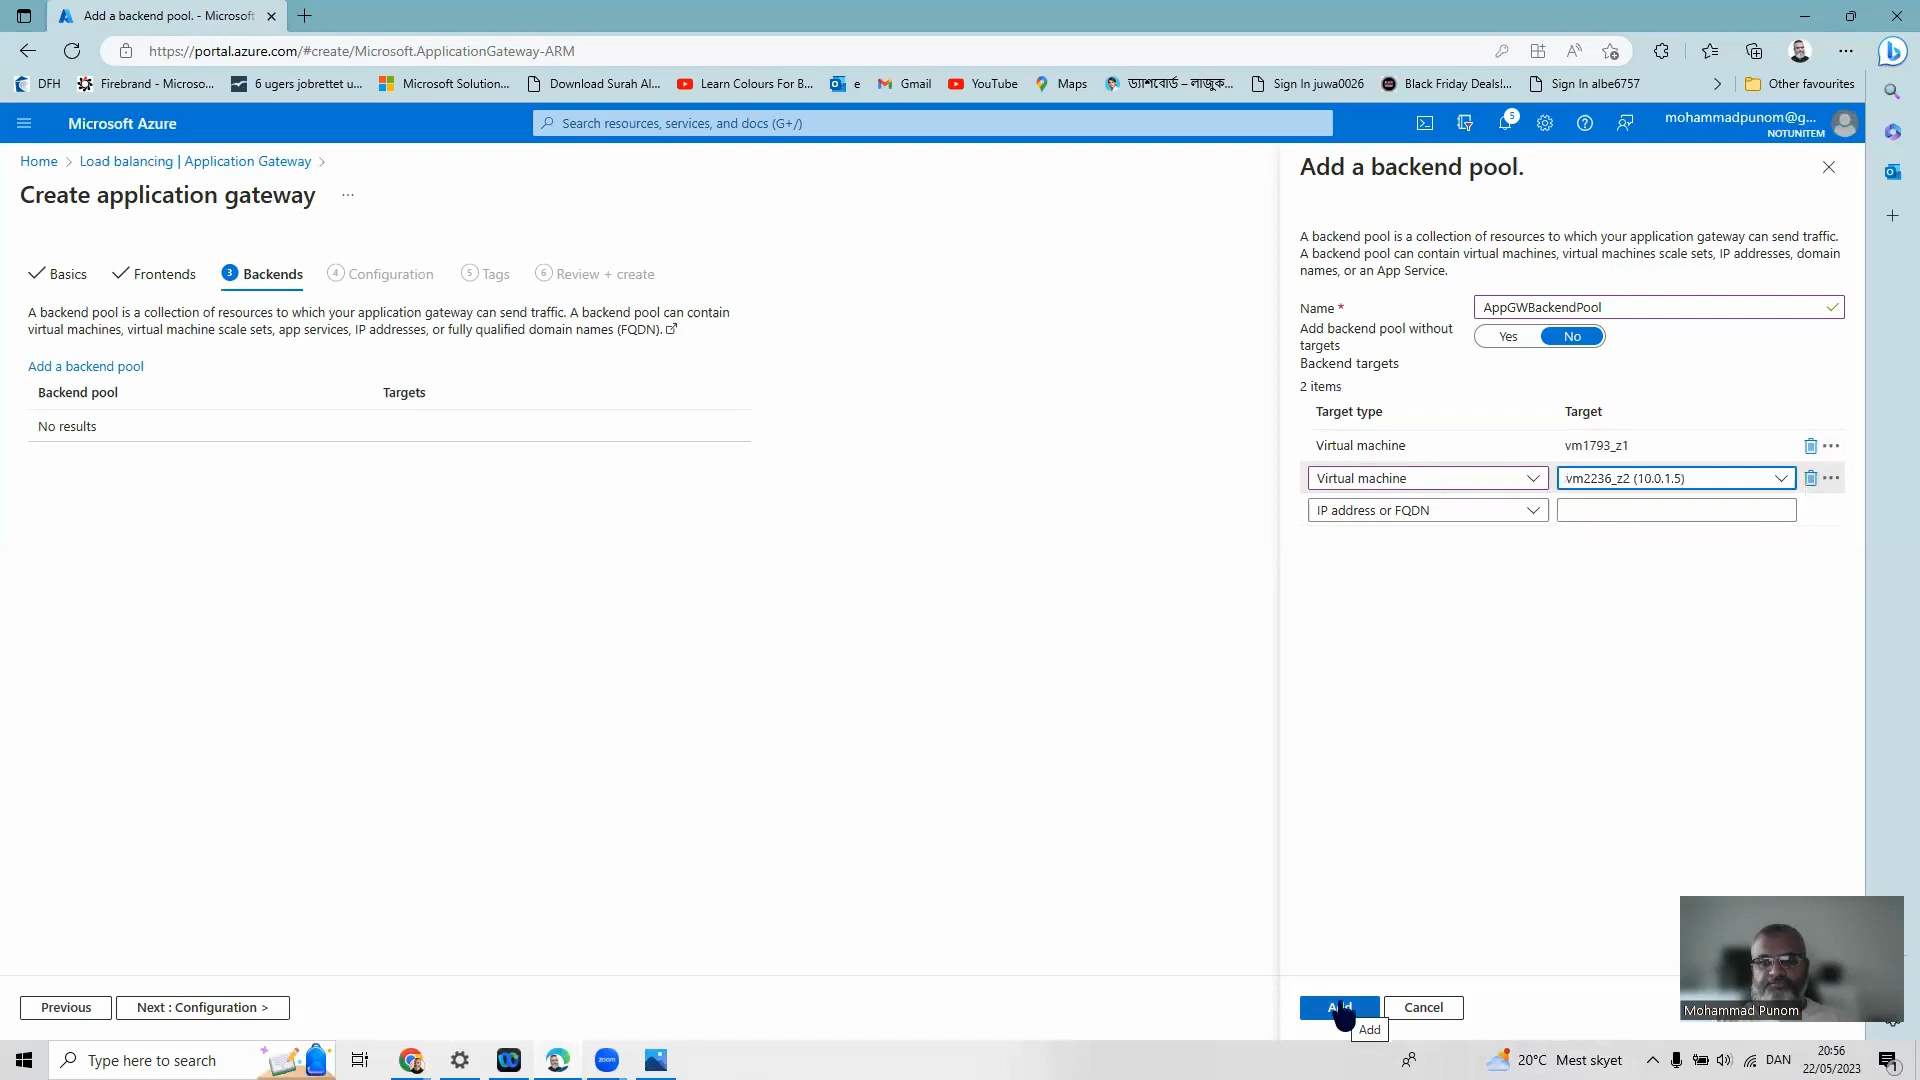 Add a backend pool. - Microsoft
https://portal.azure.com/#create/Microsoft.ApplicationGateway-ARM
DFH
Firebrand - Microso...
6 ugers jobrettet u...
Microsoft Solution...
Download Surah Al...
Learn Colours For B...
e
Gmail
YouTube
Maps
ড্যাশবোর্ড – লাজুক...
Sign In juwa0026
Black Friday Deals!...
Sign In albe6757
Other favourites
Microsoft Azure
Search resources, services, and docs (G+/)
5
mohammadpunom@g...
NOTUNITEM
Home > Load balancing | Application Gateway >
Create application gateway ...
Basics
Frontends
3 Backends
4 Configuration
5 Tags
6 Review + create
A backend pool is a collection of resources to which your application gateway can send traffic. A backend pool can contain
virtual machines, virtual machine scale sets, app services, IP addresses, or fully qualified domain names (FQDN).
Add a backend pool
Backend pool Targets
No results
Previous
Next : Configuration >
Add a backend pool.
A backend pool is a collection of resources to which your application gateway can send traffic.
A backend pool can contain virtual machines, virtual machines scale sets, IP addresses, domain
names, or an App Service.
Name * AppGWBackendPool
Add backend pool without
targets
Yes No
Backend targets
2 items
Target type Target
Virtual machine vm1793_z1
Virtual machine vm2236_z2 (10.0.1.5)
IP address or FQDN
Add
Cancel
Add
Mohammad Punom
Type here to search
zoom
20°C Mest skyet
DAN
20:56
22/05/2023
1